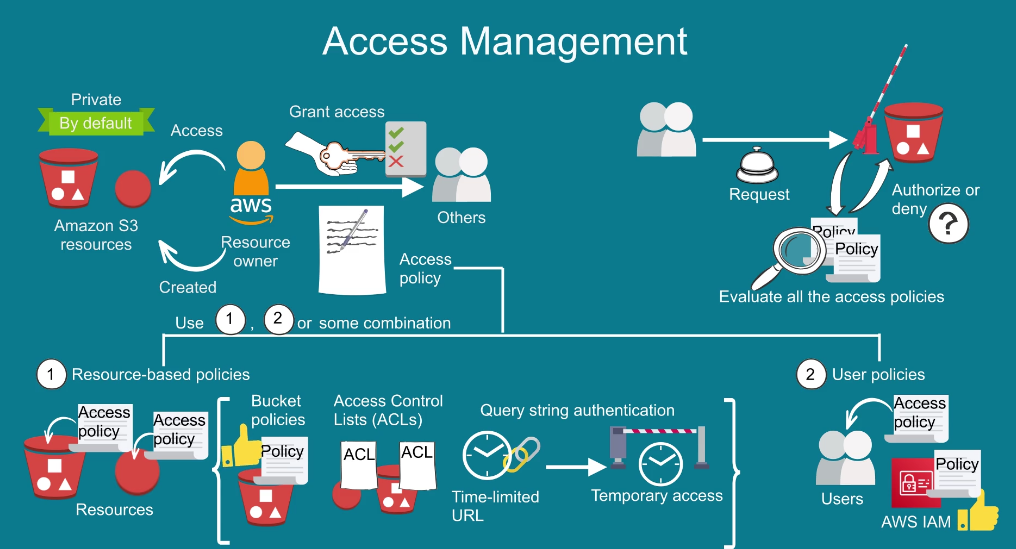 Access Management
Private
By default
Amazon S3
resources
Access
Created
aws
Resource
owner
Grant access
Others
Access
policy
Request
Authorize or
deny
?
Policy
Policy
Evaluate all the access policies
Use 1 , 2 or some combination
1 Resource-based policies
Access
policy
Access
policy
Resources
Bucket
policies
Policy
Access Control
Lists (ACLs)
ACL
ACL
Query string authentication
Time-limited
URL
Temporary access
2 User policies
Access
policy
Users
Policy
AWS IAM